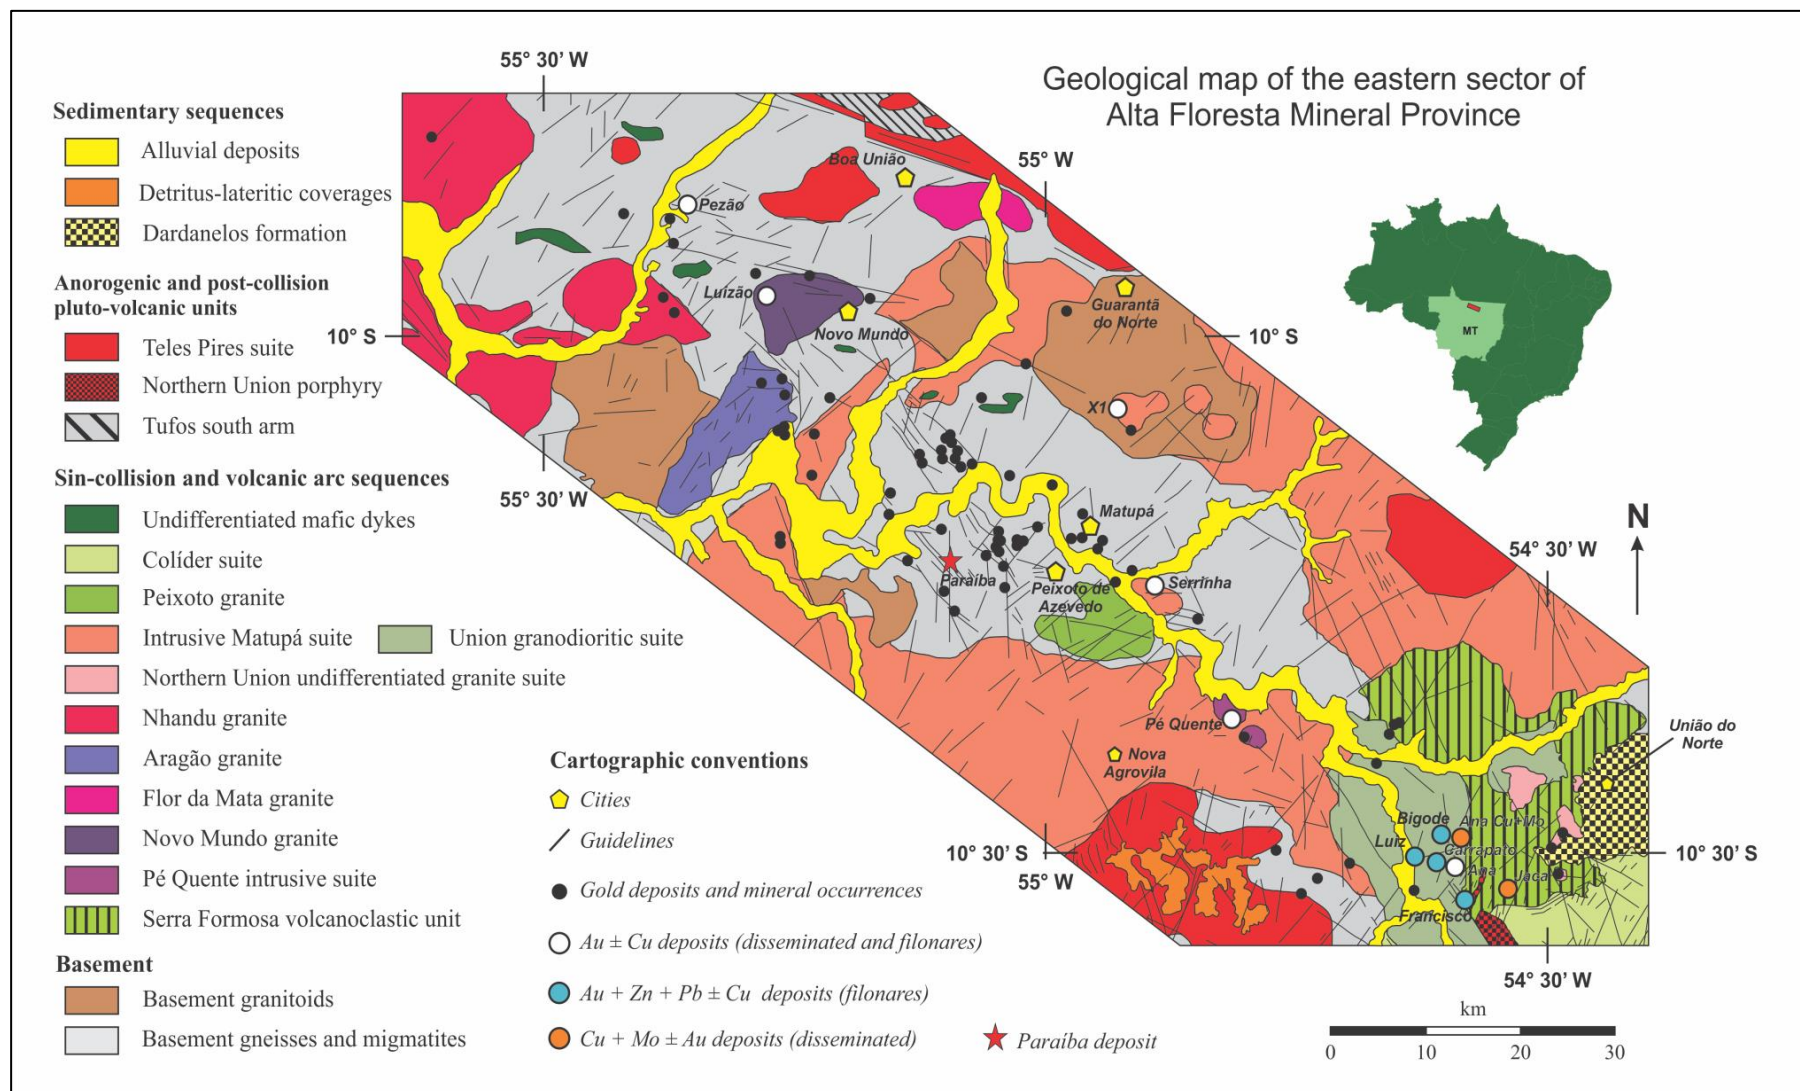 Geological map of the eastern sector of
Alta Floresta Mineral Province
Sedimentary sequences
Alluvial deposits
Detritus-lateritic coverages
Dardanelos formation
Anorogenic and post-collision
pluto-volcanic units
Teles Pires suite
Northern Union porphyry
Tufos south arm
Sin-collision and volcanic arc sequences
Undifferentiated mafic dykes
Colíder suite
Peixoto granite
Intrusive Matupá suite
Union granodioritic suite
Northern Union undifferentiated granite suite
Nhandu granite
Aragão granite
Flor da Mata granite
Novo Mundo granite
Pé Quente intrusive suite
Serra Formosa volcanoclastic unit
Basement
Basement granitoids
Basement gneisses and migmatites
Cartographic conventions
Cities
Guidelines
Gold deposits and mineral occurrences
Au ± Cu deposits (disseminated and filonares)
Au + Zn + Pb ± Cu deposits (filonares)
Cu + Mo ± Au deposits (disseminated)
Paraíba deposit
55° 30’ W
55° W
10° S
10° S
55° 30’ W
54° 30’ W
10° 30’ S
55° W
10° 30’ S
54° 30’ W
Boa União
Pezão
Luízão
Novo Mundo
Guarantã
do Norte
X1
Matupá
Paraíba
Peixoto de
Azevedo
Serrinha
Pé Quente
Nova
Agrovila
União do
Norte
Bigode
Ana Cu+Mo
Luiz
Carrapato
Ana
Jaca
Francisco
MT
N
km
0
10
20
30